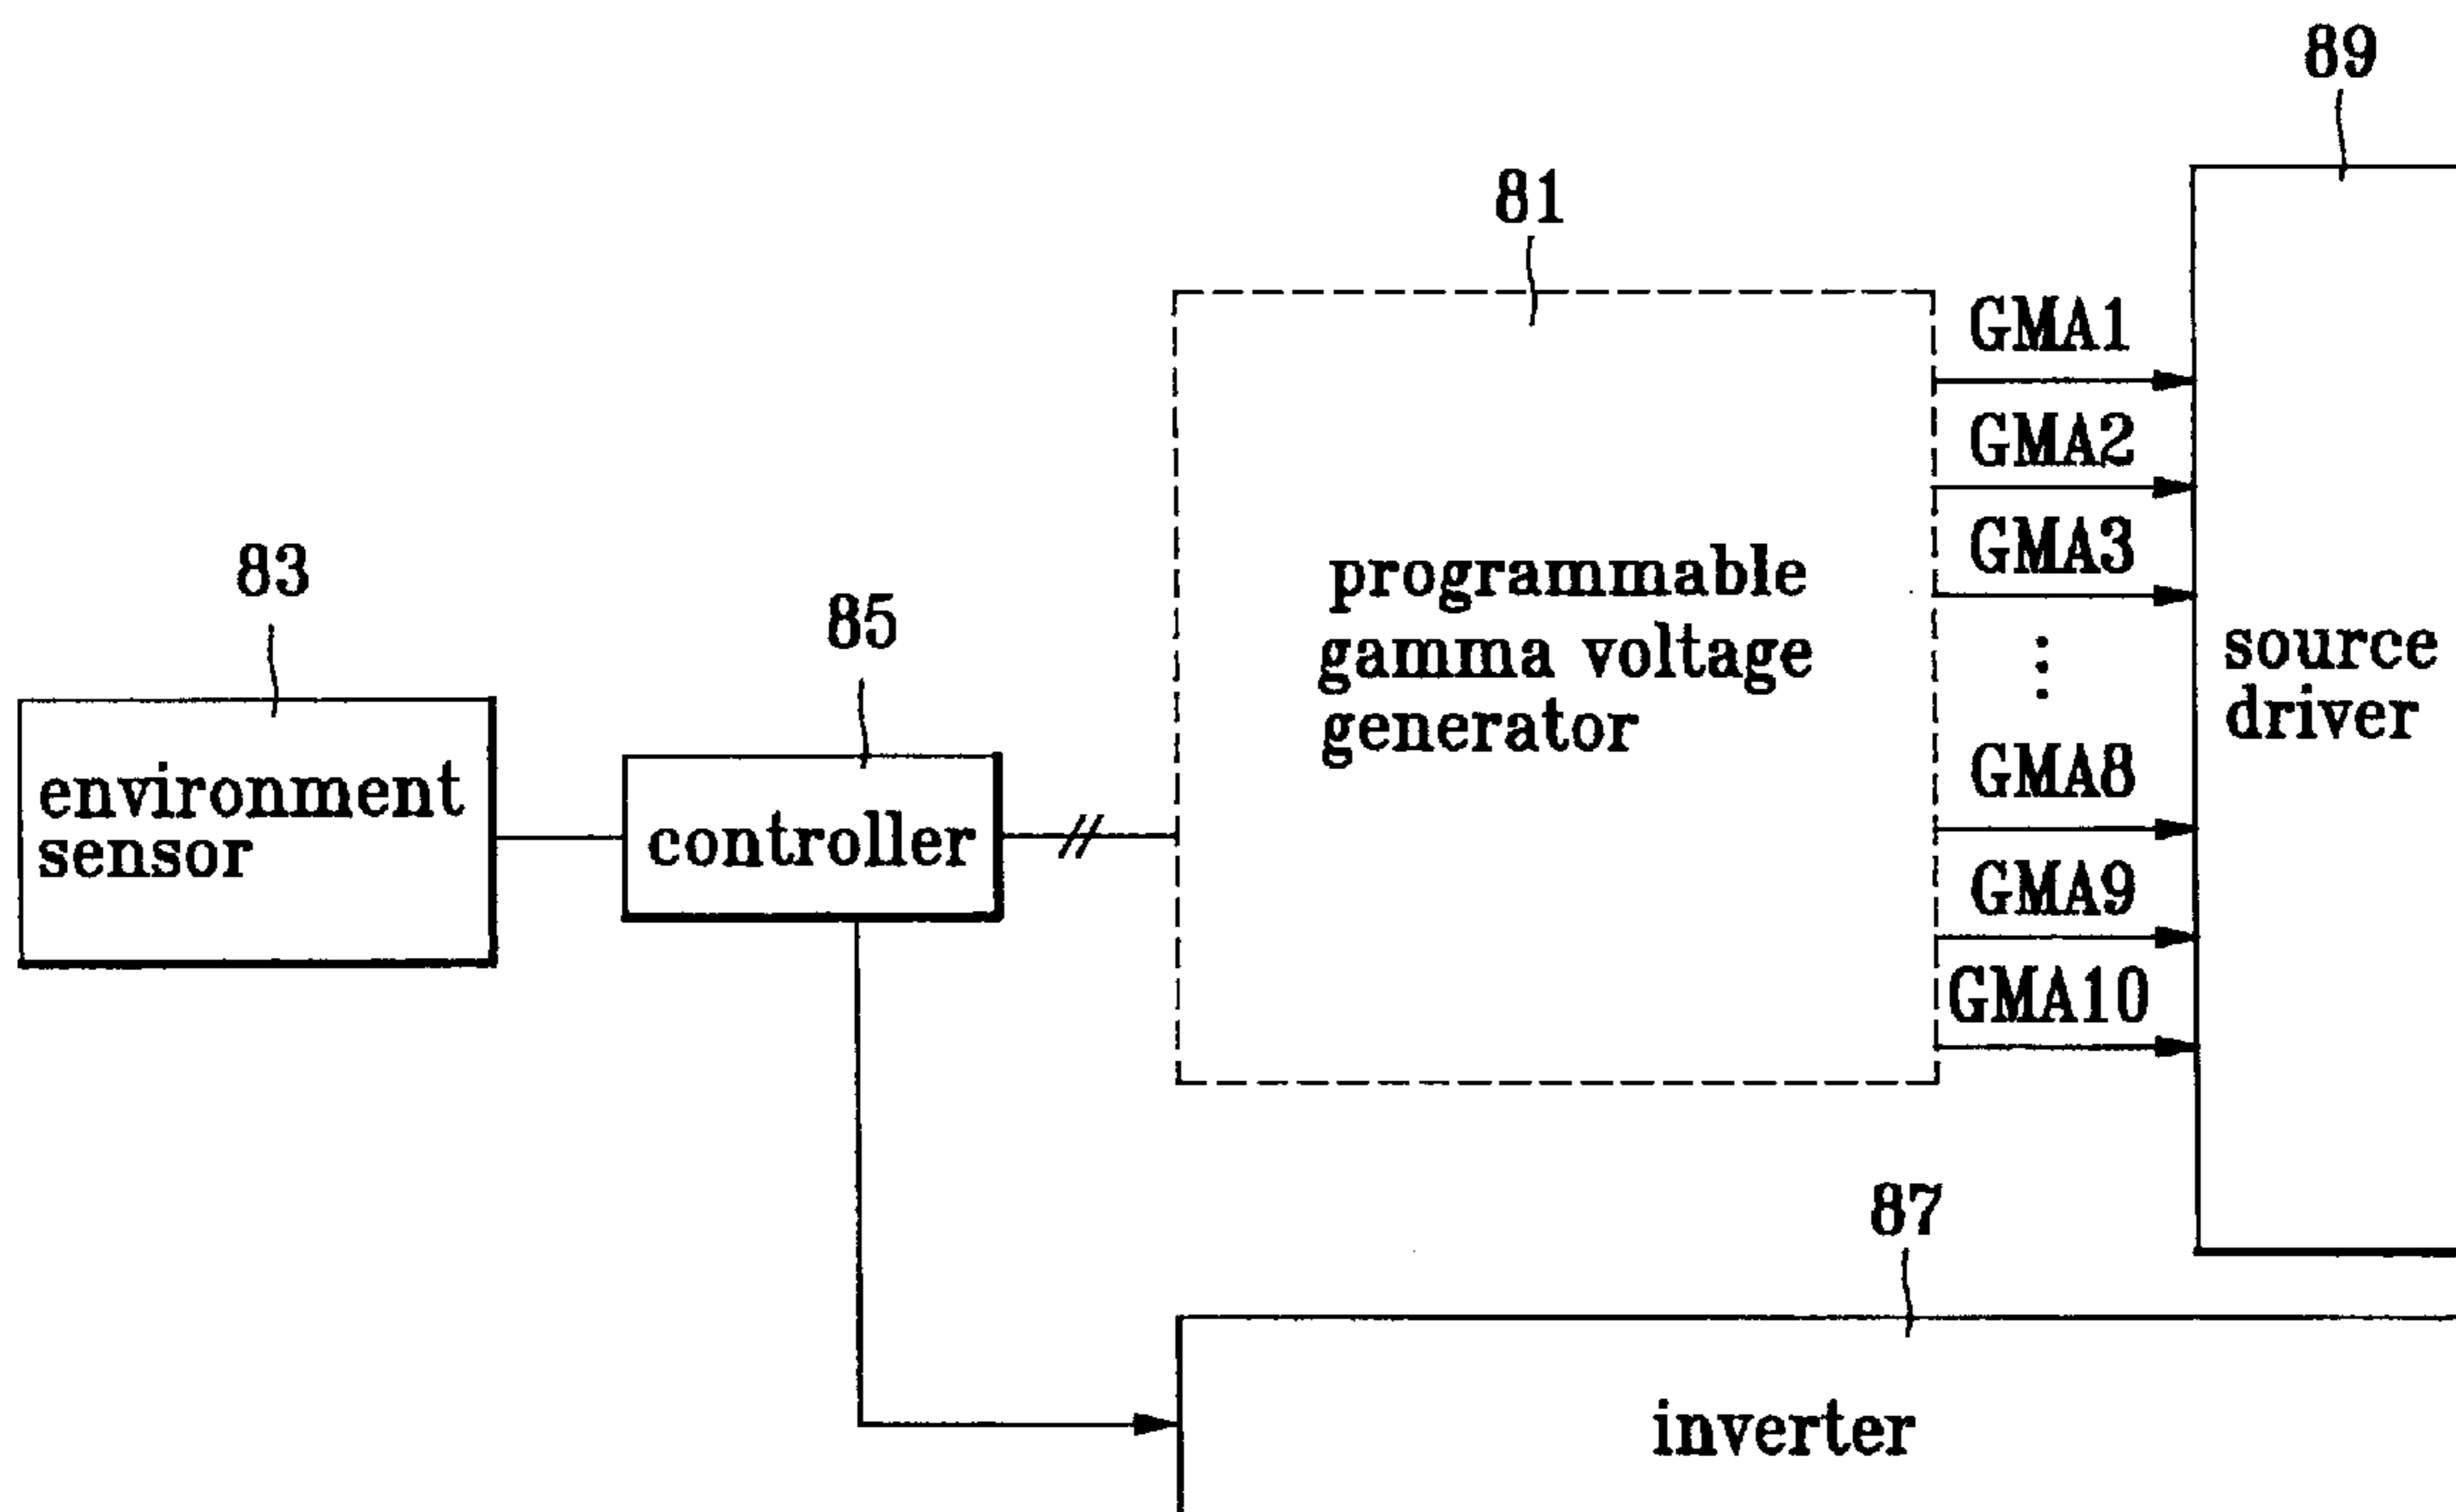 89
81
GMA1
GMA2
GMA3
83
85
programmable
gamma voltage
generator
source
driver
environment
sensor
controller
GMA8
GMA9
GMA10
87
inverter